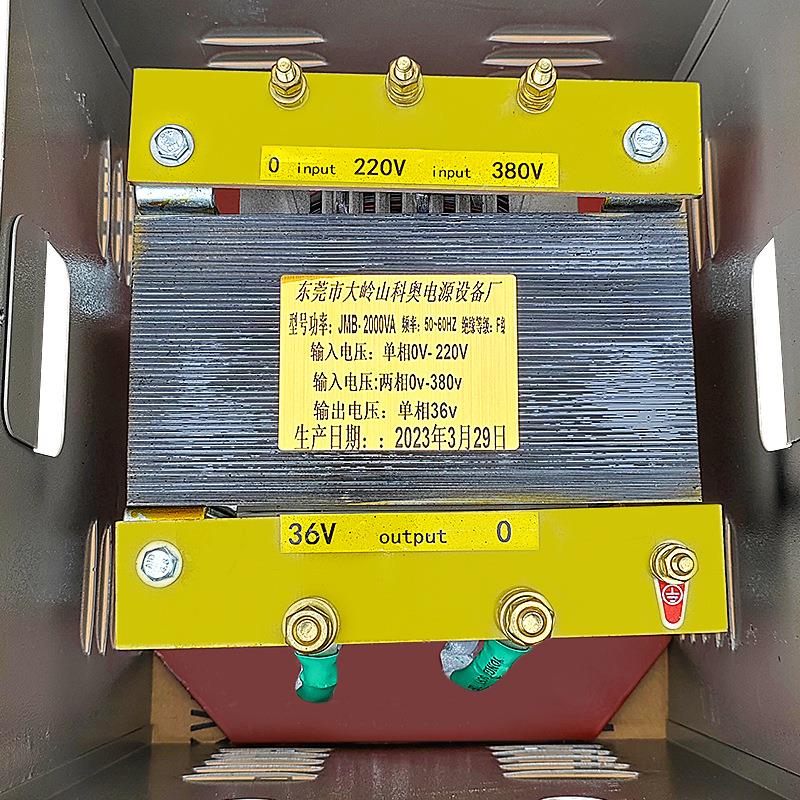 0 input 220V input 380V
东莞市大岭山科奥电源设备厂
型号功率: JMB-2000VA 频率: 50~60HZ 绝缘等级: F级
输入电压: 单相0V-220V
输入电压:两相0v-380v
输出电压: 单相36v
生产日期: : 2023年3月29日
36V output 0